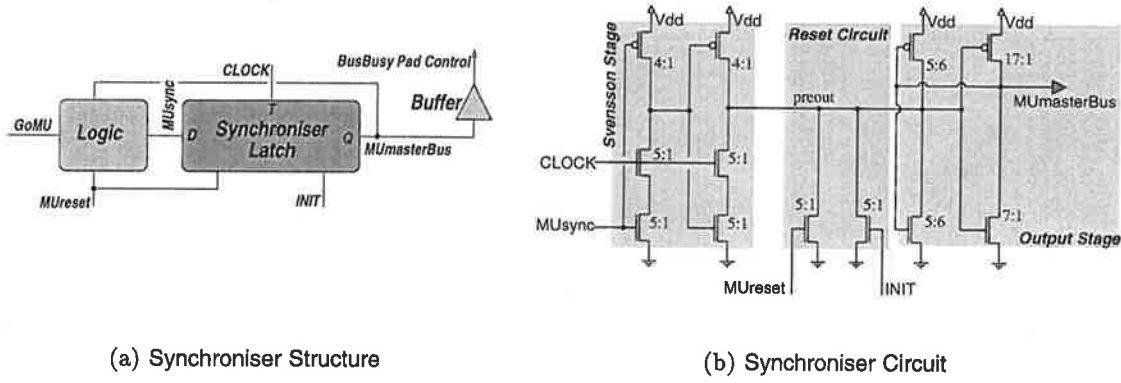 CLOCK
BusBusy Pad Control
MUsync
GoMU
Logic
D
T
Synchroniser
Latch
Q
Buffer
MUmasterBus
MUreset
INIT
(a) Synchroniser Structure
Vdd
Vdd
Vdd
Vdd
Svensson Stage
Reset Circuit
4:1
4:1
5:6
17:1
preout
MUmasterBus
CLOCK
5:1
5:1
MUsync
5:1
5:1
5:1
5:1
5:6
7:1
Output Stage
MUreset
INIT
(b) Synchroniser Circuit